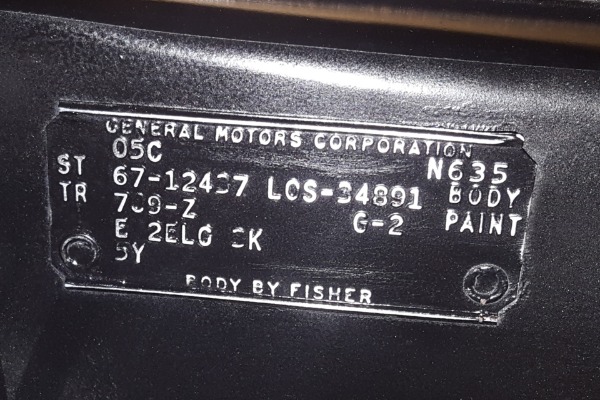 GENERAL MOTORS CORPORATION
05C N635
ST 67-12437 LOS-34891 BODY
TR 709-Z G-2 PAINT
E 2ELG 3K
5Y
BODY BY FISHER